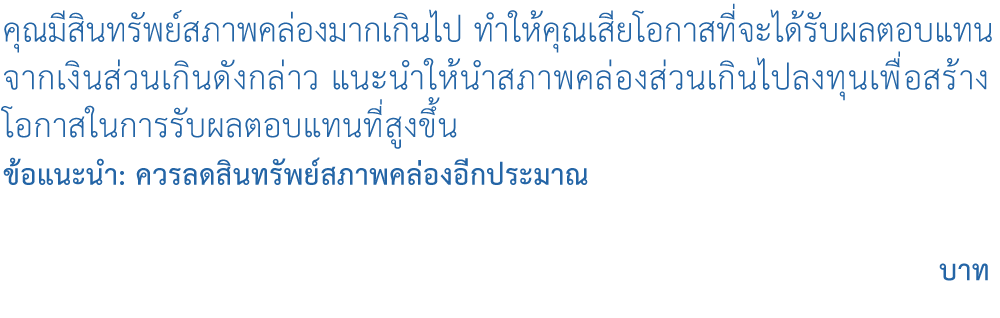 คุณมีสินทรัพย์สภาพคล่องมากเกินไป ทำให้คุณเสียโอกาสที่จะได้รับผลตอบแทน
จากเงินส่วนเกินดังกล่าว แนะนำให้นำสภาพคล่องส่วนเกินไปลงทุนเพื่อสร้าง
โอกาสในการรับผลตอบแทนที่สูงขึ้น
ข้อแนะนำ: ควรลดสินทรัพย์สภาพคล่องอีกประมาณ
บาท